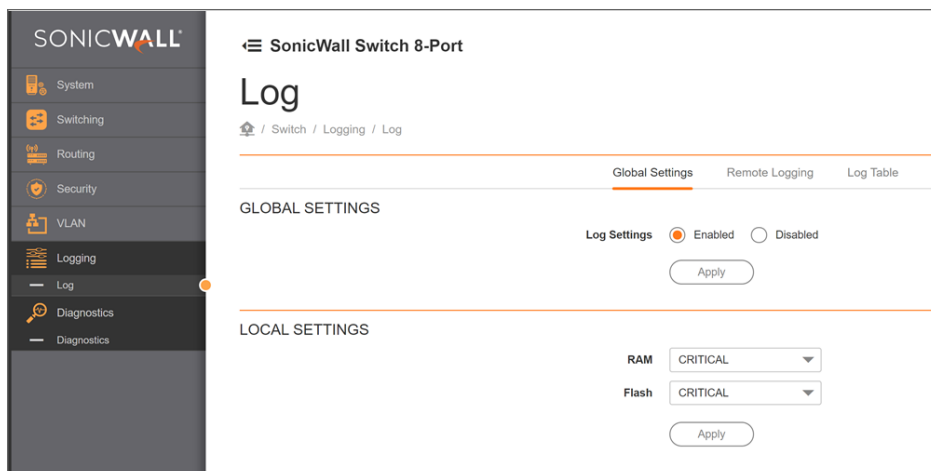 SONICWALL
System
Switching
Routing
Security
VLAN
Logging
Log
Diagnostics
Diagnostics
SonicWall Switch 8-Port
Log
/ Switch / Logging / Log
Global Settings Remote Logging Log Table
GLOBAL SETTINGS
Log Settings Enabled Disabled
Apply
LOCAL SETTINGS
RAM CRITICAL
Flash CRITICAL
Apply